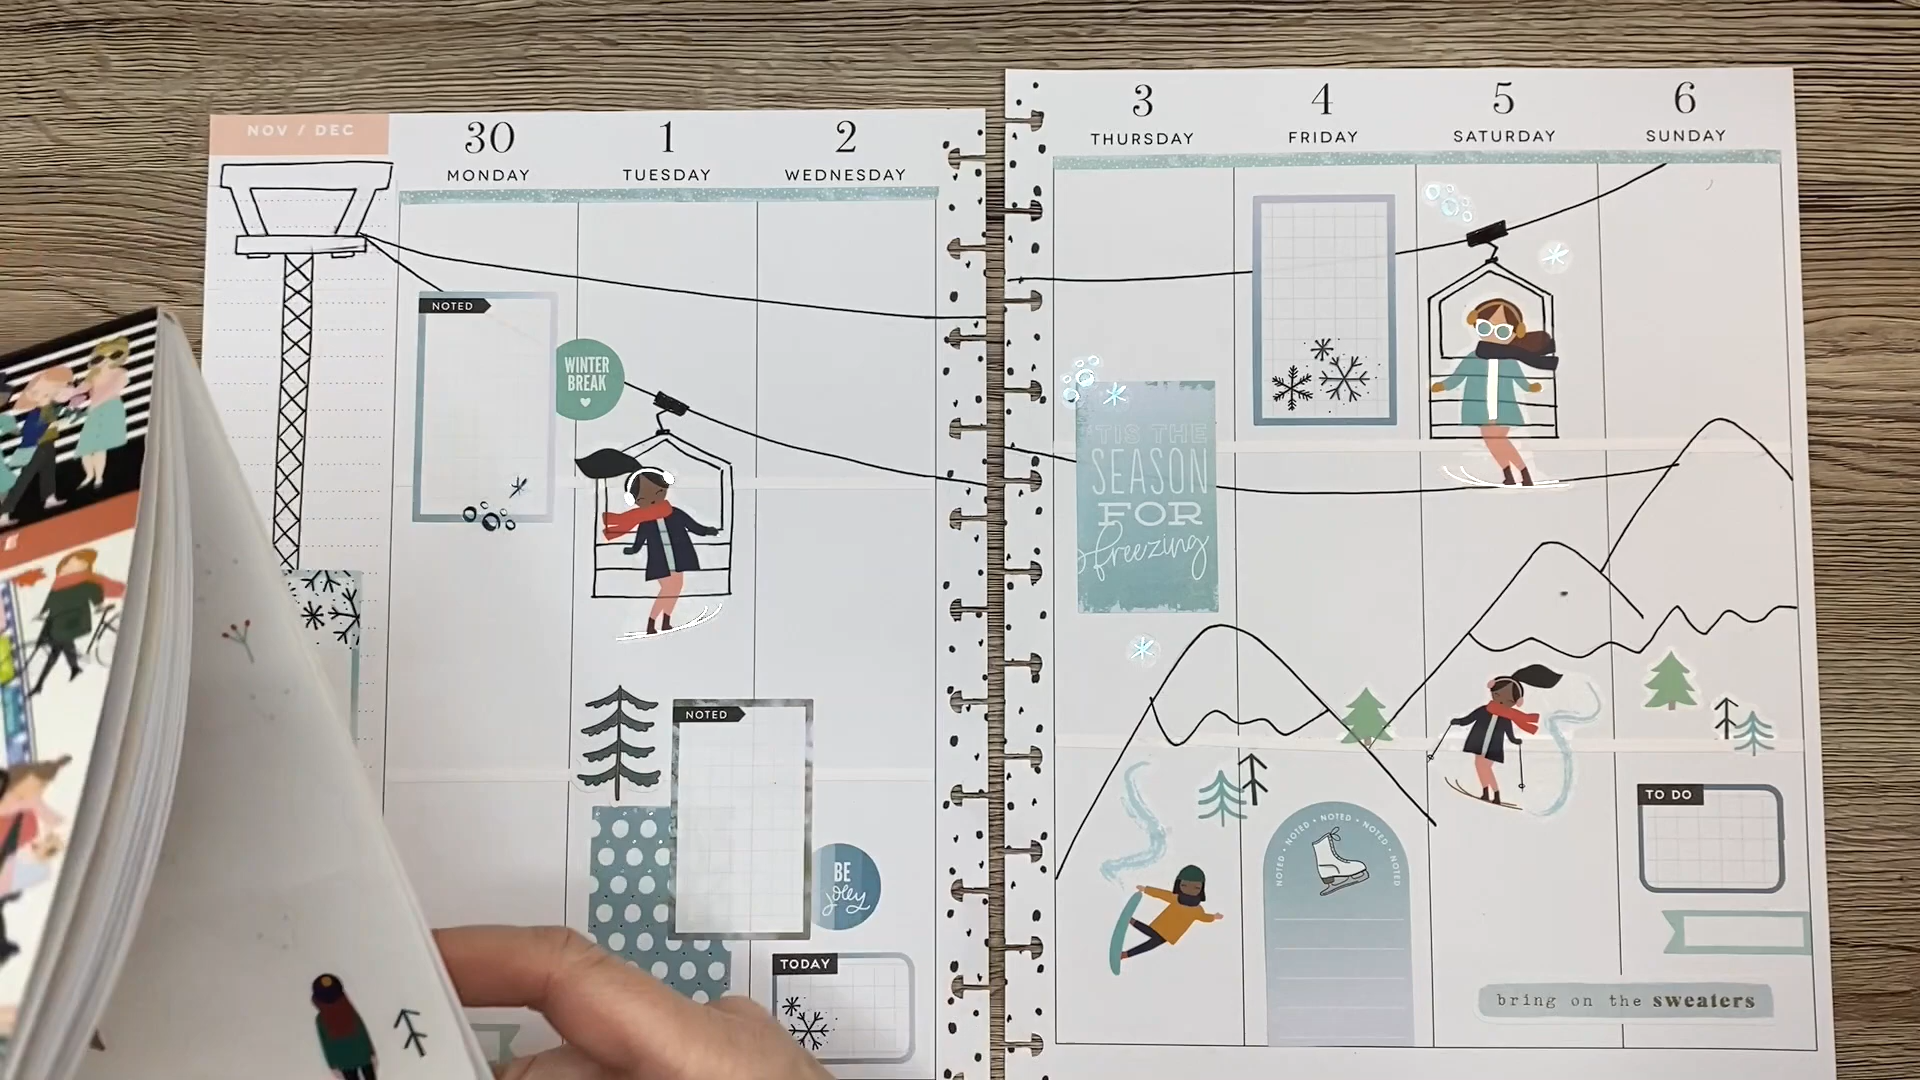 NOV / DEC
30
MONDAY
1
TUESDAY
2
WEDNESDAY
3
THURSDAY
4
FRIDAY
5
SATURDAY
6
SUNDAY
NOTED
WINTER
BREAK
'TIS THE
SEASON
FOR
freezing
NOTED
BE
jolly
TODAY
NOTED • NOTED • NOTED • NOTED • NOTED
TO DO
bring on the sweaters